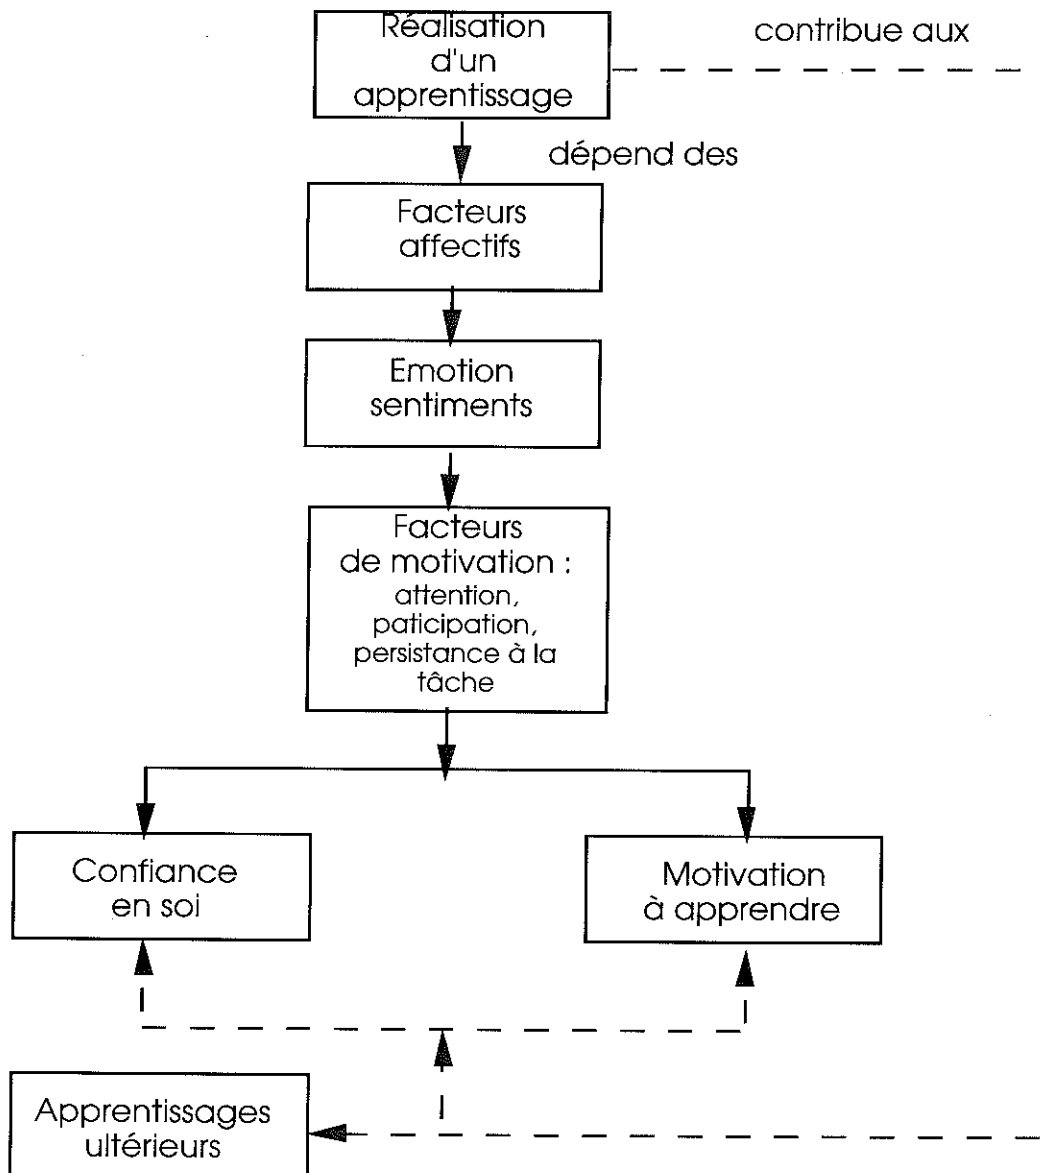 Réalisation
d'un
apprentissage
contribue aux
dépend des
Facteurs
affectifs
Emotion
sentiments
Facteurs
de motivation :
attention,
paticipation,
persistance à la
tâche
Confiance
en soi
Motivation
à apprendre
Apprentissages
ultérieurs